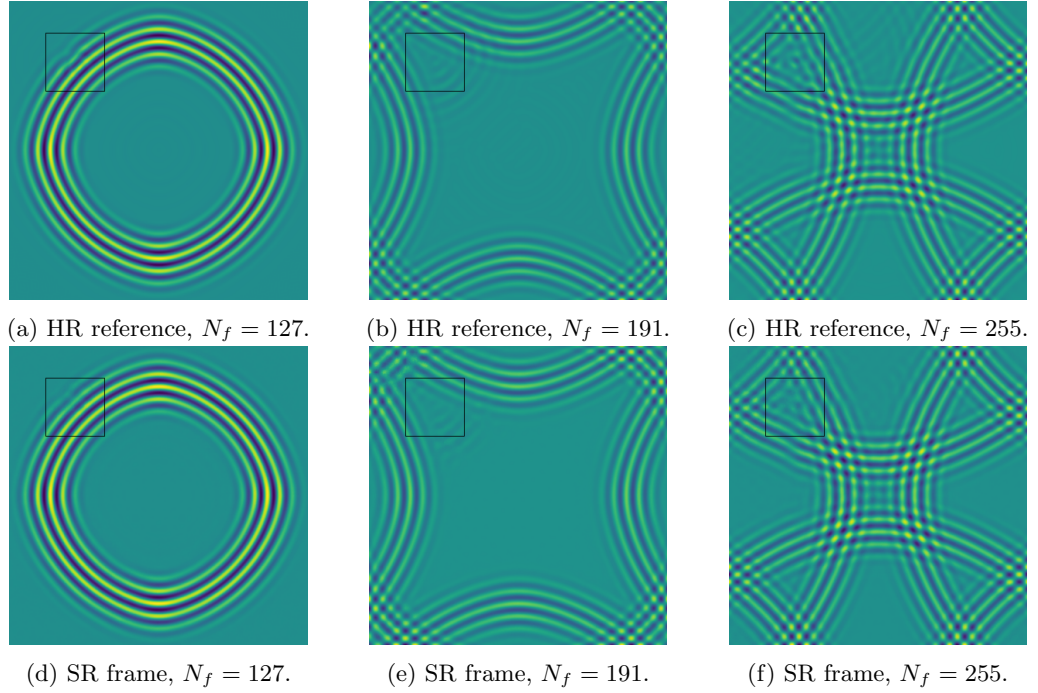 (a) HR reference, $N_f = 127$.
(b) HR reference, $N_f = 191$.
(c) HR reference, $N_f = 255$.
(d) SR frame, $N_f = 127$.
(e) SR frame, $N_f = 191$.
(f) SR frame, $N_f = 255$.